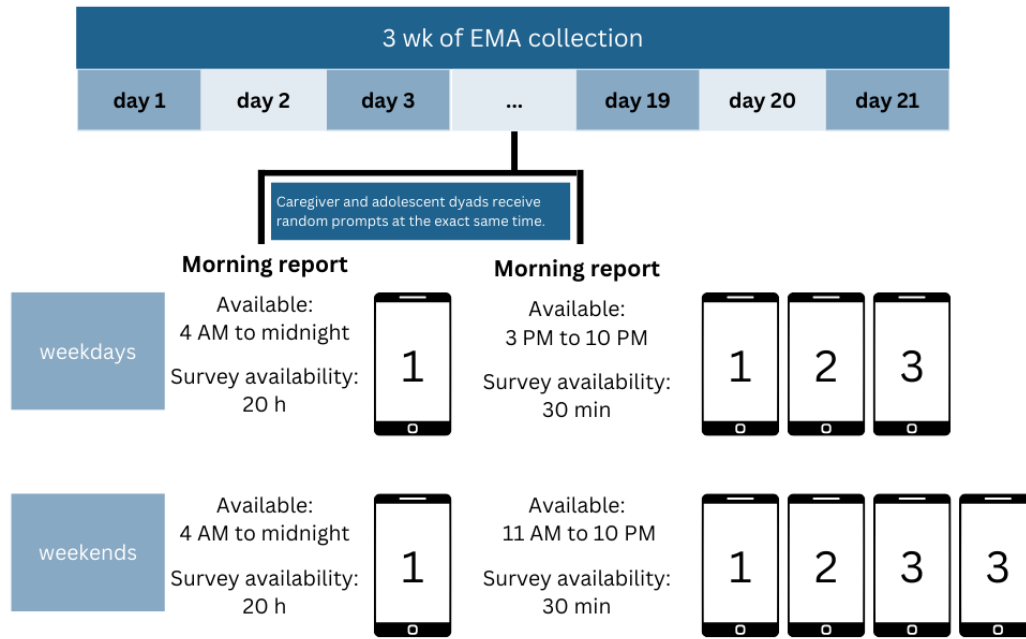 3 wk of EMA collection
day 1 day 2 day 3 ... day 19 day 20 day 21
Caregiver and adolescent dyads receive
random prompts at the exact same time.
Morning report
Morning report
weekdays
Available:
4 AM to midnight
Survey availability:
20 h
1
Available:
3 PM to 10 PM
Survey availability:
30 min
1 2 3
weekends
Available:
4 AM to midnight
Survey availability:
20 h
1
Available:
11 AM to 10 PM
Survey availability:
30 min
1 2 3 3